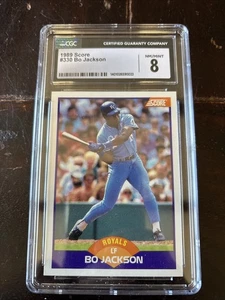 CGC
CERTIFIED GUARANTY COMPANY
1989 Score
#330 Bo Jackson
NM/MINT
8
SCORE
ROYALS
LF
BO JACKSON